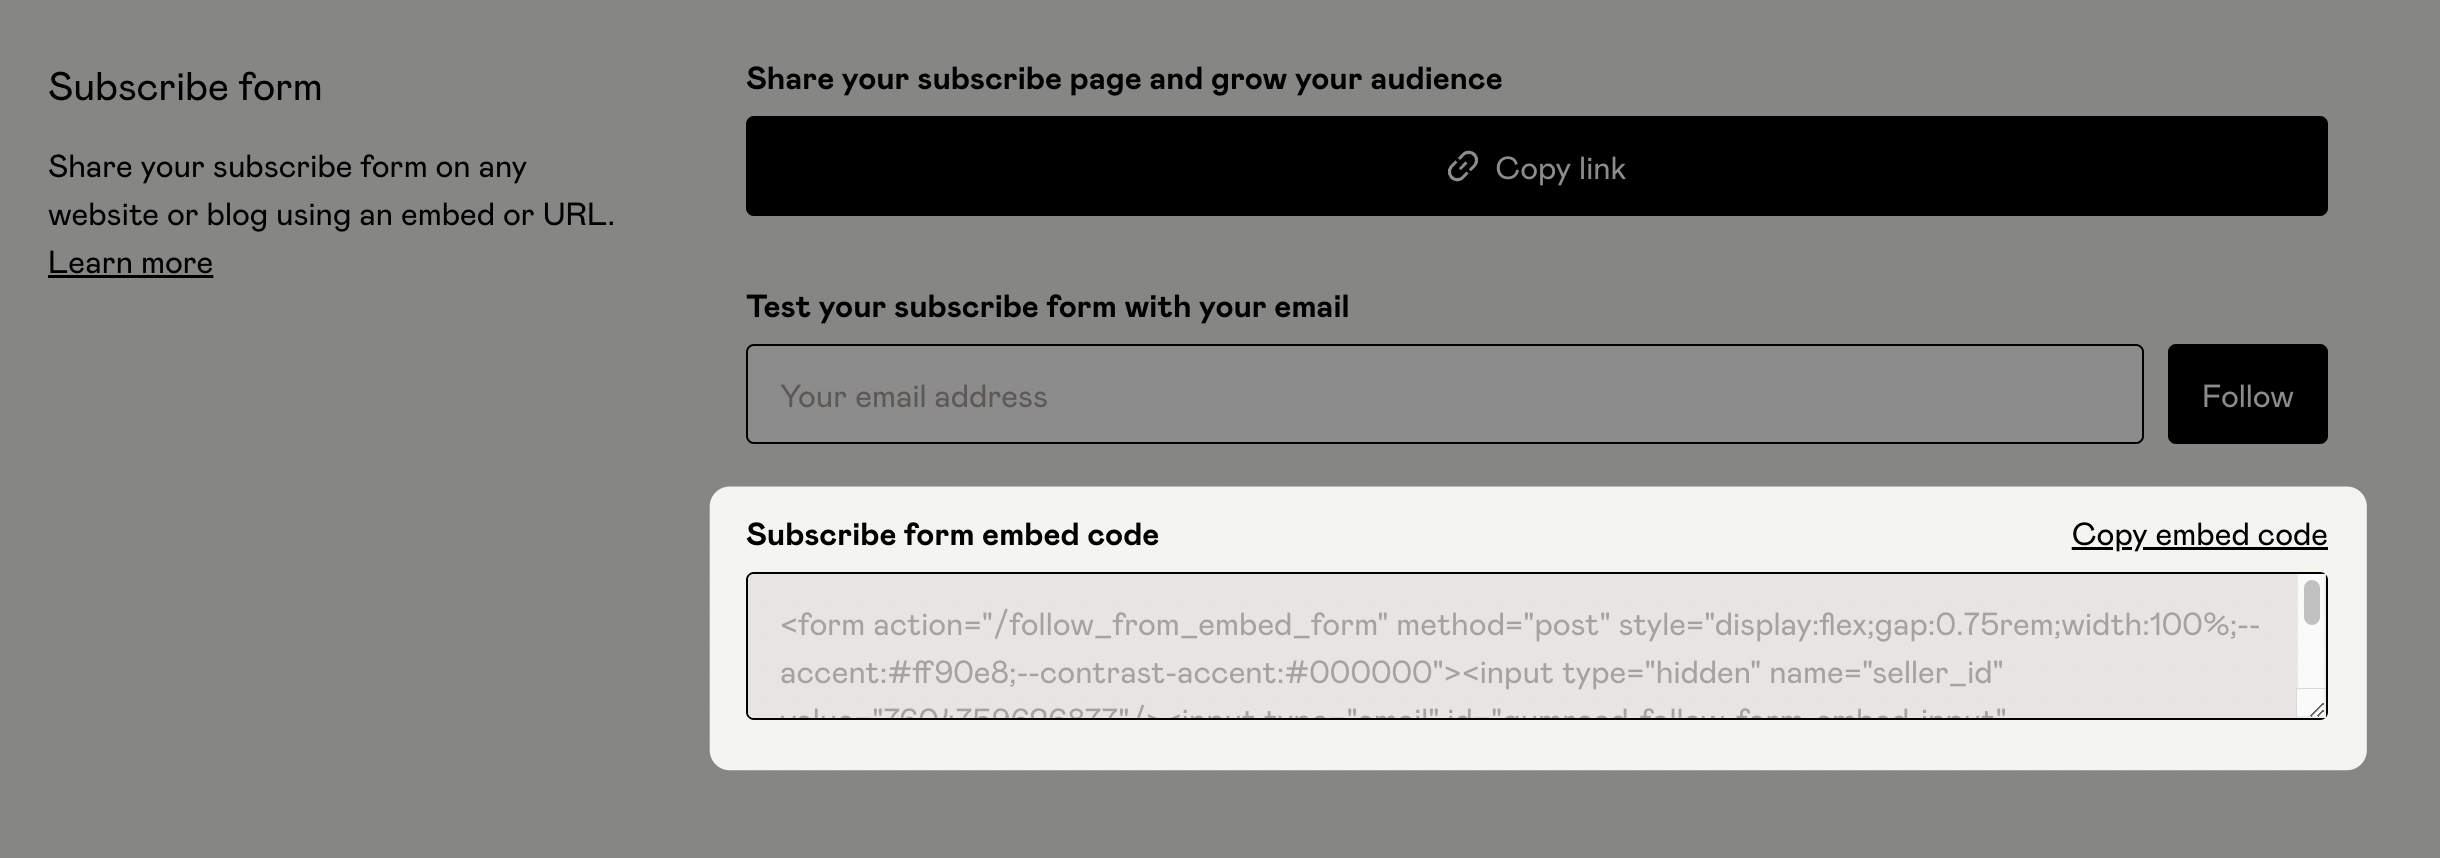 Subscribe form
Share your subscribe form on any
website or blog using an embed or URL.
Learn more
Share your subscribe page and grow your audience
Copy link
Test your subscribe form with your email
Your email address
Follow
Subscribe form embed code
Copy embed code
<form action="/follow_from_embed_form" method="post" style="display:flex;gap:0.75rem;width:100%;--
accent:#ff90e8;--contrast-accent:#000000"><input type="hidden" name="seller_id"